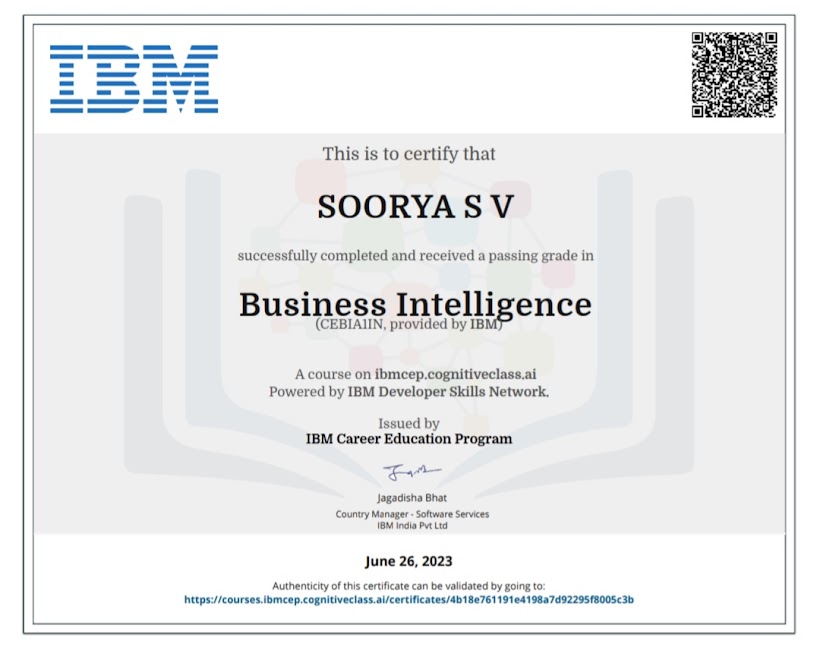 IBM
This is to certify that
SOORYA S V
successfully completed and received a passing grade in
Business Intelligence
(CEBIA1IN, provided by IBM)
A course on ibmcep.cognitiveclass.ai
Powered by IBM Developer Skills Network.
Issued by
IBM Career Education Program
Jagadisha Bhat
Country Manager - Software Services
IBM India Pvt Ltd
June 26, 2023
Authenticity of this certificate can be validated by going to:
https://courses.ibmcep.cognitiveclass.ai/certificates/4b18e761191e4198a7d92295f8005c3b